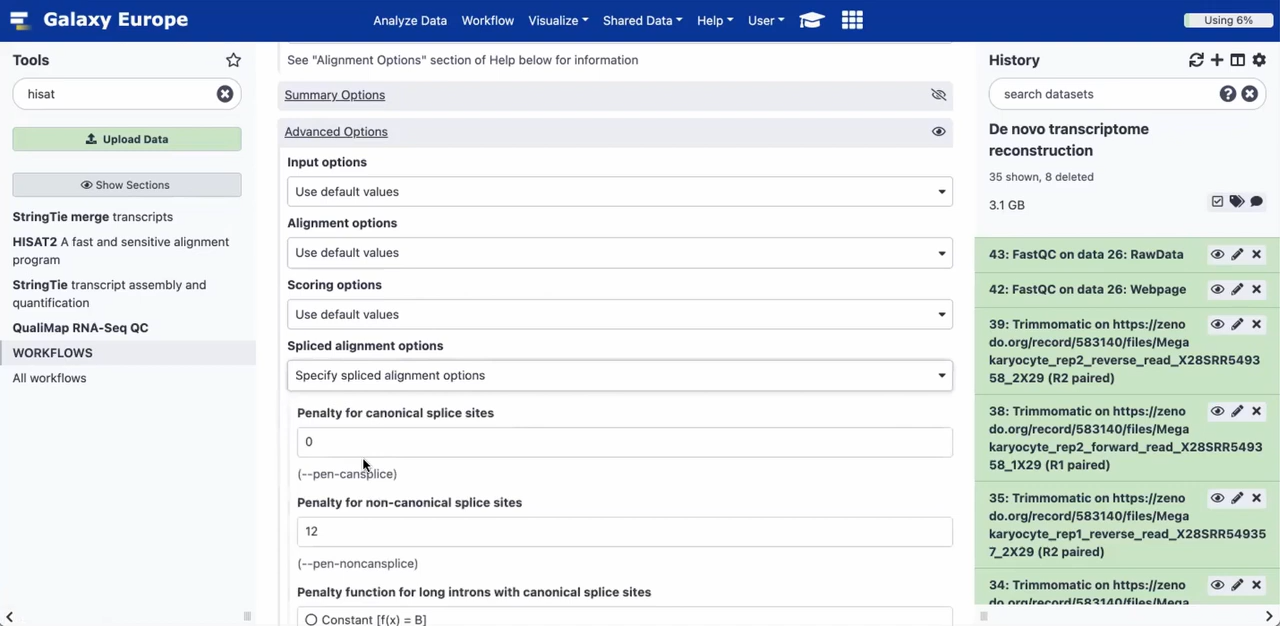 Galaxy Europe
Analyze Data
Workflow
Visualize
Shared Data
Help
User
Using 6%
Tools
hisat
Upload Data
Show Sections
StringTie merge transcripts
HISAT2 A fast and sensitive alignment
program
StringTie transcript assembly and
quantification
QualiMap RNA-Seq QC
WORKFLOWS
All workflows
See "Alignment Options" section of Help below for information
Summary Options
Advanced Options
Input options
Use default values
Alignment options
Use default values
Scoring options
Use default values
Spliced alignment options
Specify spliced alignment options
Penalty for canonical splice sites
0
(--pen-cansplice)
Penalty for non-canonical splice sites
12
(--pen-noncansplice)
Penalty function for long introns with canonical splice sites
Constant [f(x) = B]
History
search datasets
De novo transcriptome
reconstruction
35 shown, 8 deleted
3.1 GB
43: FastQC on data 26: RawData
42: FastQC on data 26: Webpage
39: Trimmomatic on https://zeno
do.org/record/583140/files/Mega
karyocyte_rep2_reverse_read_X28SRR5493
58_2X29 (R2 paired)
38: Trimmomatic on https://zeno
do.org/record/583140/files/Mega
karyocyte_rep2_forward_read_X28SRR5493
58_1X29 (R1 paired)
35: Trimmomatic on https://zeno
do.org/record/583140/files/Mega
karyocyte_rep1_reverse_read_X28SRR54935
7_2X29 (R2 paired)
34: Trimmomatic on https://zeno
do.org/record/583140/files/Mega